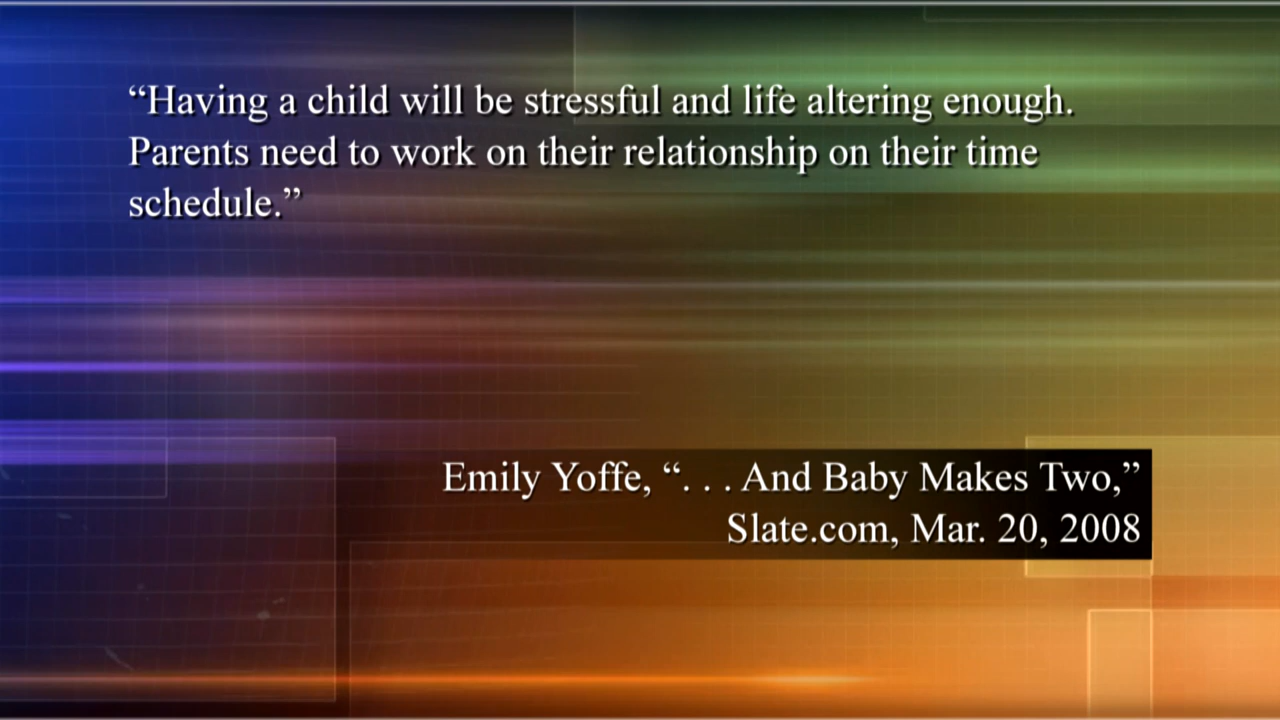 “Having a child will be stressful and life altering enough.
Parents need to work on their relationship on their time
schedule.”
Emily Yoffe, “. . . And Baby Makes Two,”
Slate.com, Mar. 20, 2008